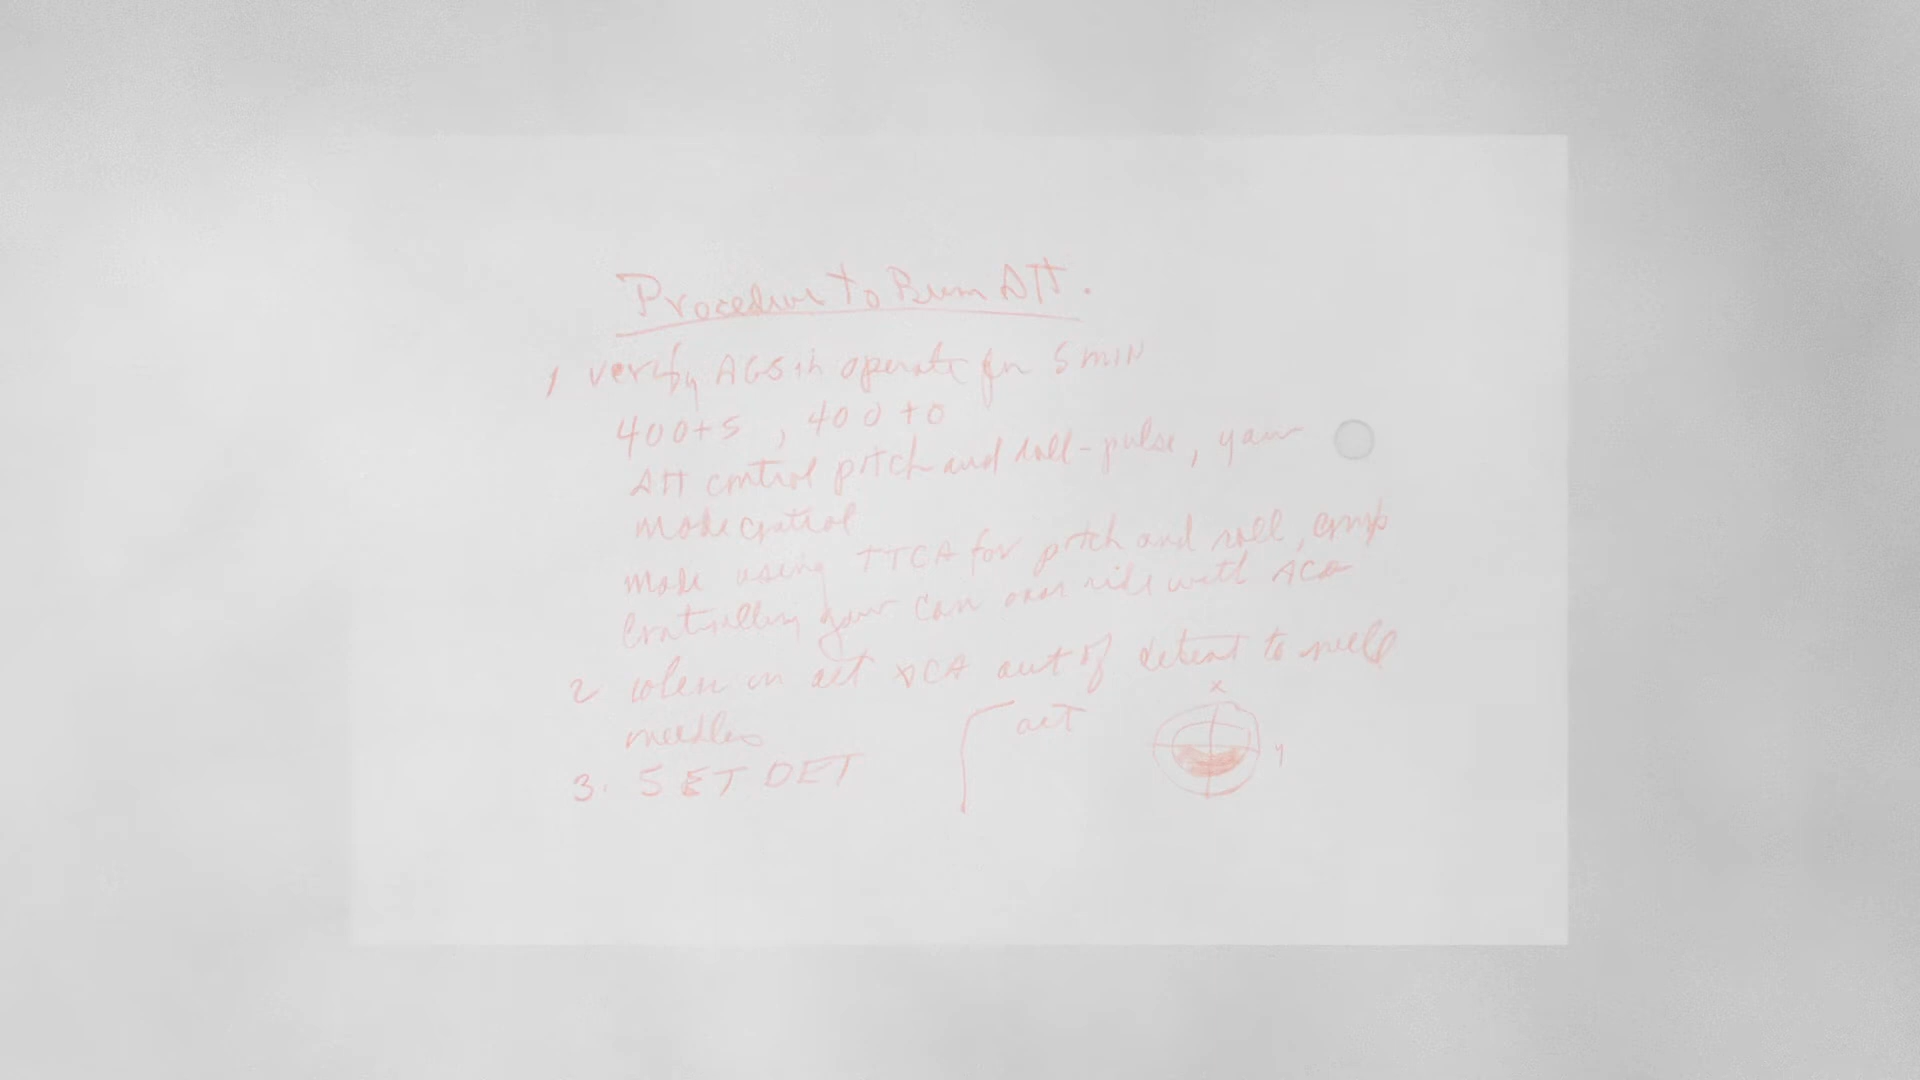 Procedure to Burn Att.
1 verify AGS in operate for 5 min
400+5, 400+0
Att control pitch and roll-pulse, yaw
mode control
mode using TTCA for pitch and roll, comp
Controlling yaw can over ride with ACA
2 when in att ACA out of detent to null
needles
3. SET DET
att
X
Y